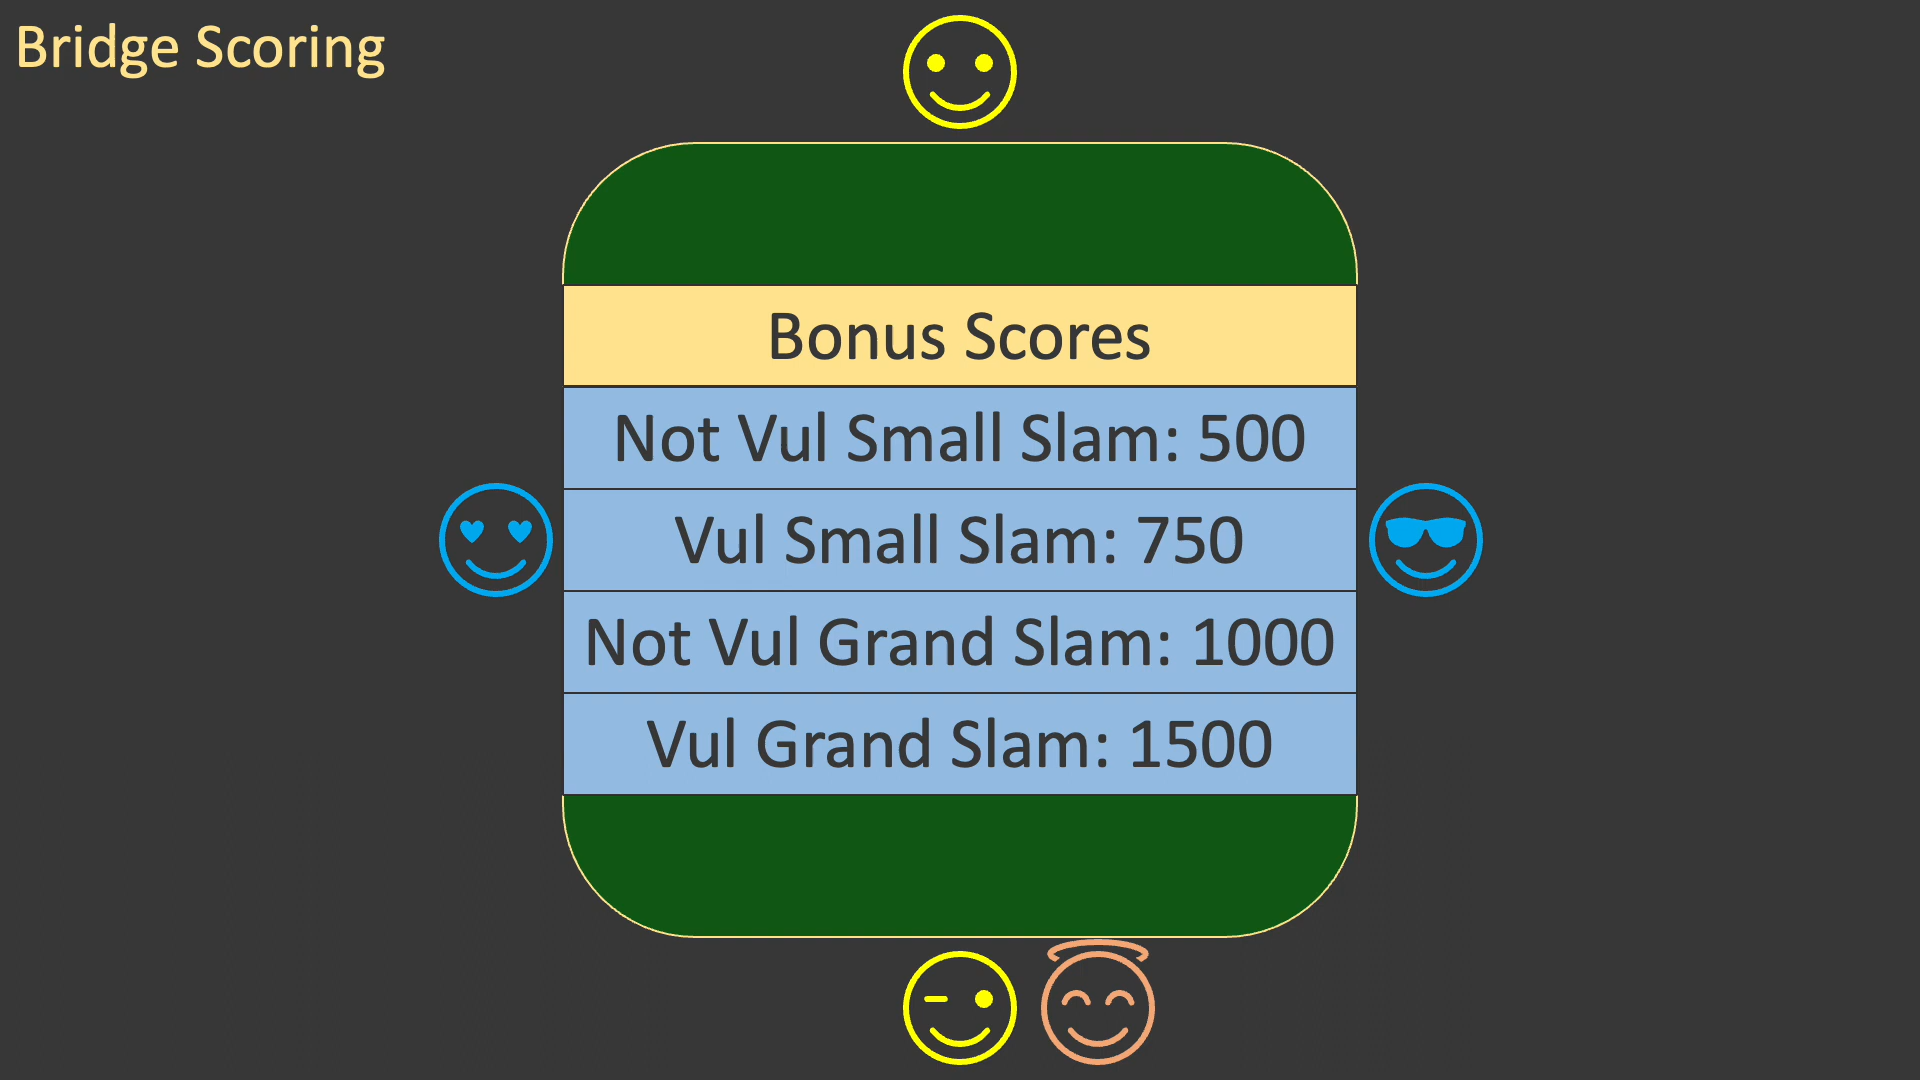 Bridge Scoring
Bonus Scores
Not Vul Small Slam: 500
Vul Small Slam: 750
Not Vul Grand Slam: 1000
Vul Grand Slam: 1500